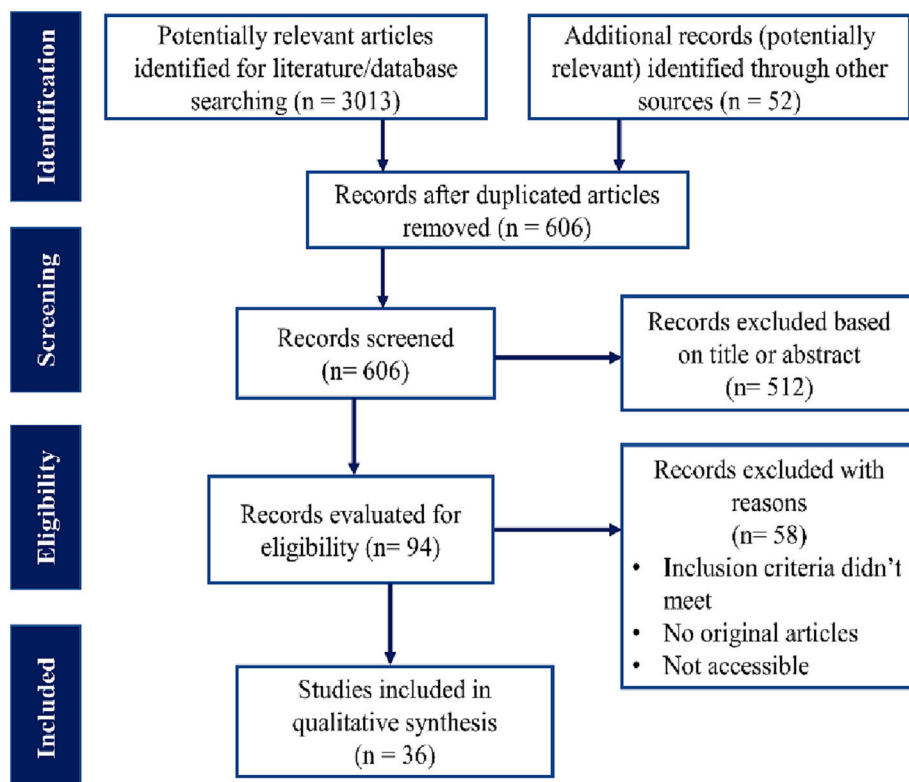 Identification
Potentially relevant articles
identified for literature/database
searching (n = 3013)
Additional records (potentially
relevant) identified through other
sources (n = 52)
Records after duplicated articles
removed (n = 606)
Screening
Records screened
(n= 606)
Records excluded based
on title or abstract
(n= 512)
Eligibility
Records evaluated for
eligibility (n= 94)
Records excluded with
reasons
(n= 58)
• Inclusion criteria didn't
meet
• No original articles
• Not accessible
Included
Studies included in
qualitative synthesis
(n = 36)